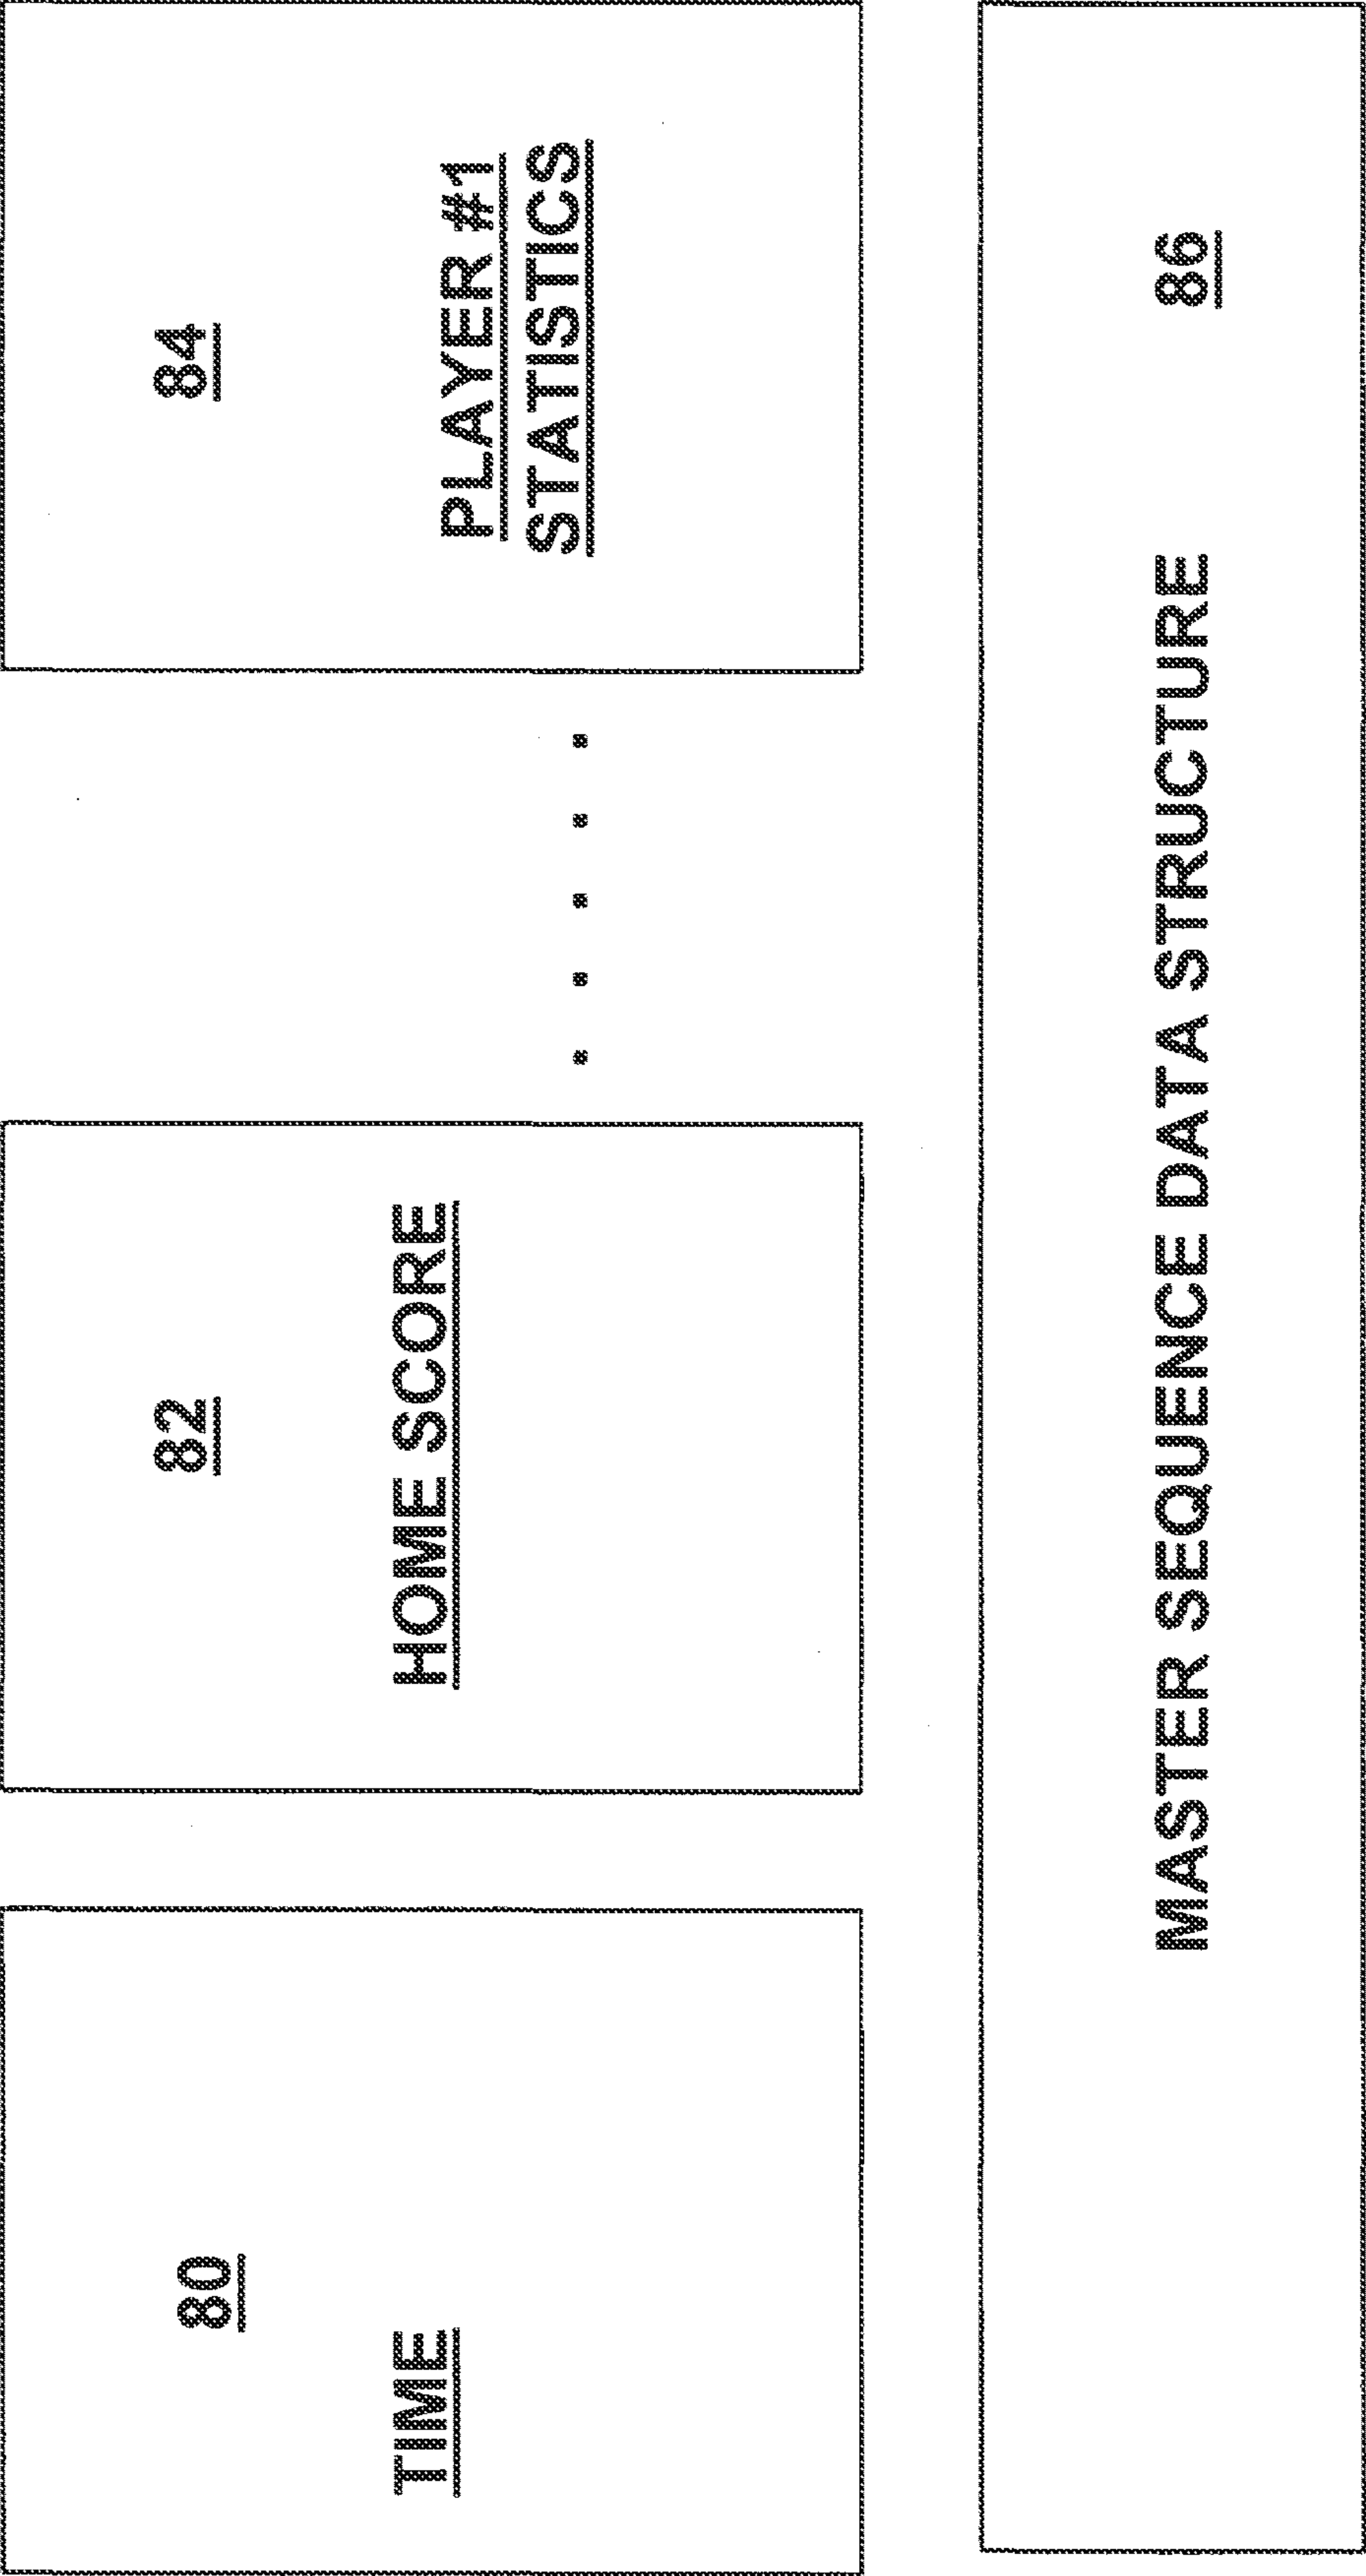 80
TIME
82
HOME SCORE
84
PLAYER #1
STATISTICS
MASTER SEQUENCE DATA STRUCTURE 86